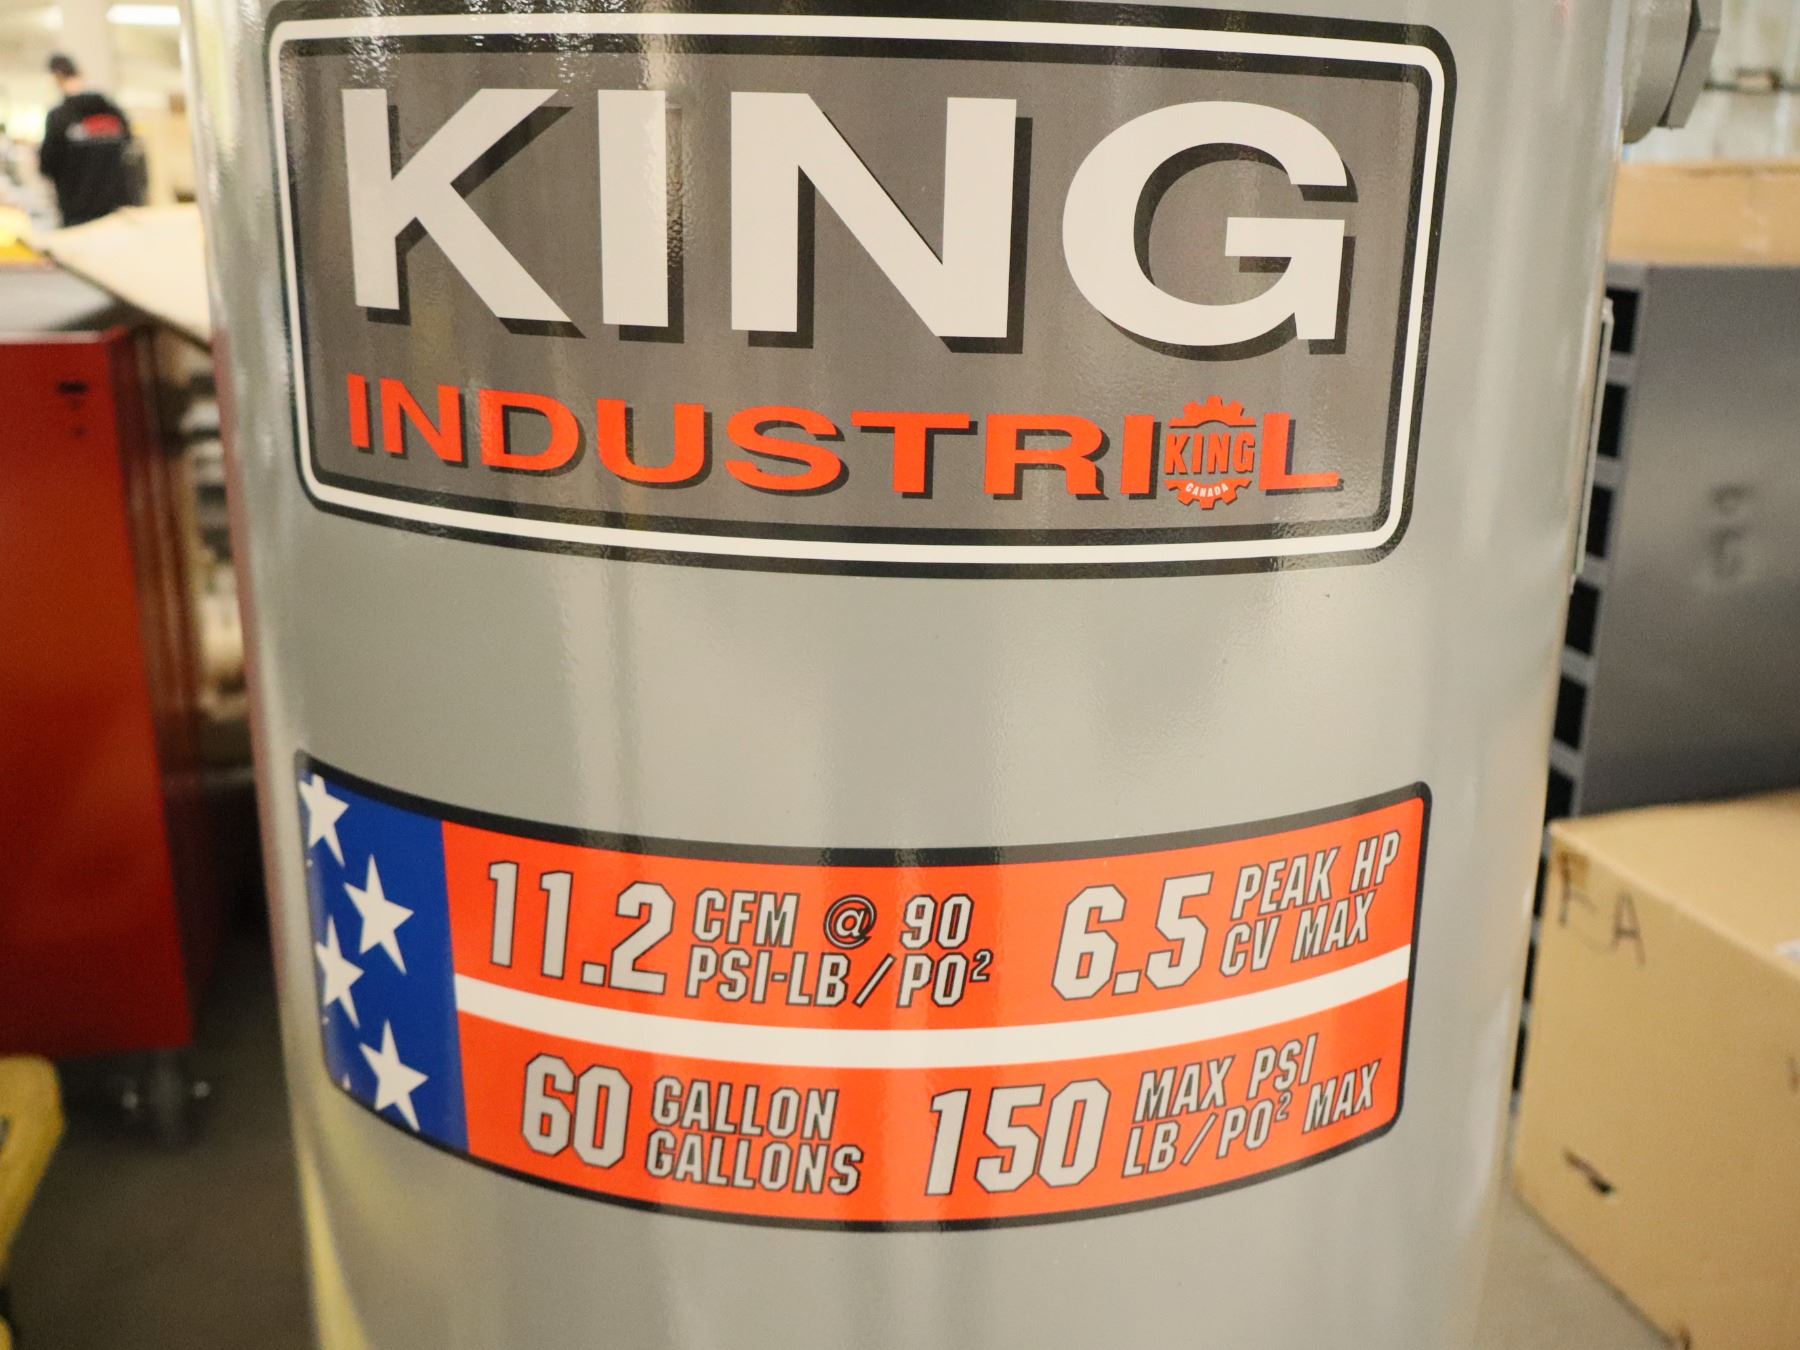 KING
INDUSTRIAL
KING
CANADA
11.2 CFM @ 90
PSI-LB/PO²
6.5 PEAK HP
CV MAX
60 GALLON
GALLONS
150 MAX PSI
LB/PO² MAX
FA